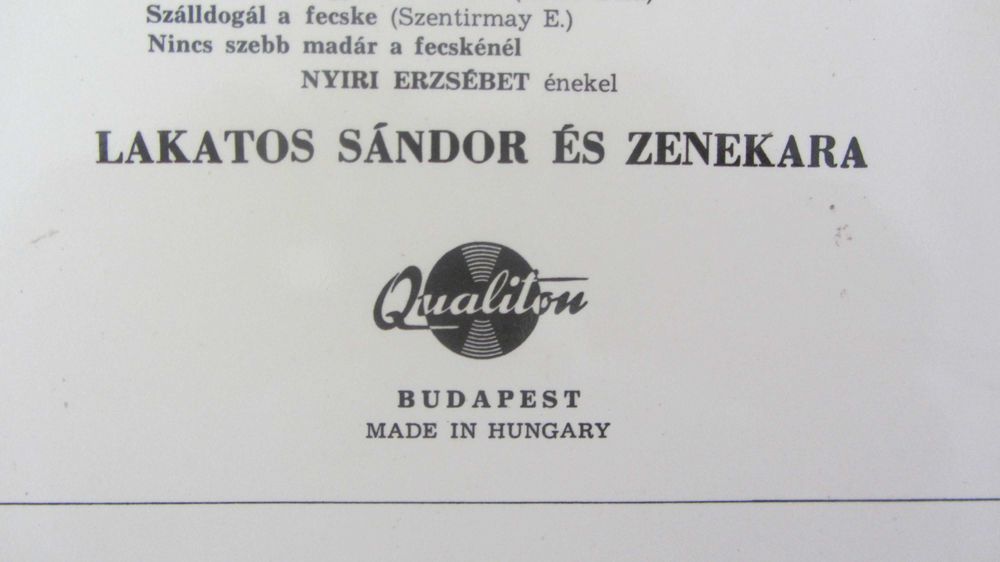 Szálldogál a fecske (Szentirmay E.)
Nincs szebb madár a fecskénél
NYIRI ERZSÉBET énekel
LAKATOS SÁNDOR ÉS ZENEKARA
Qualiton
BUDAPEST
MADE IN HUNGARY